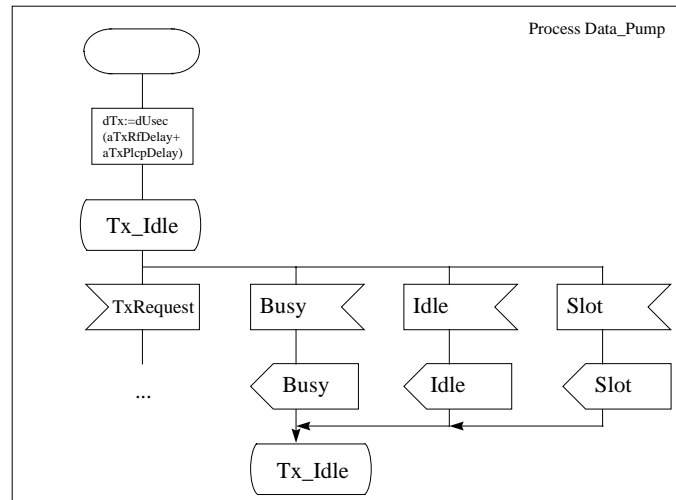 Process Data_Pump
dTx:=dUsec
(aTxRfDelay+
aTxPlcpDelay)
Tx_Idle
TxRequest
Busy
Idle
Slot
...
Busy
Idle
Slot
Tx_Idle